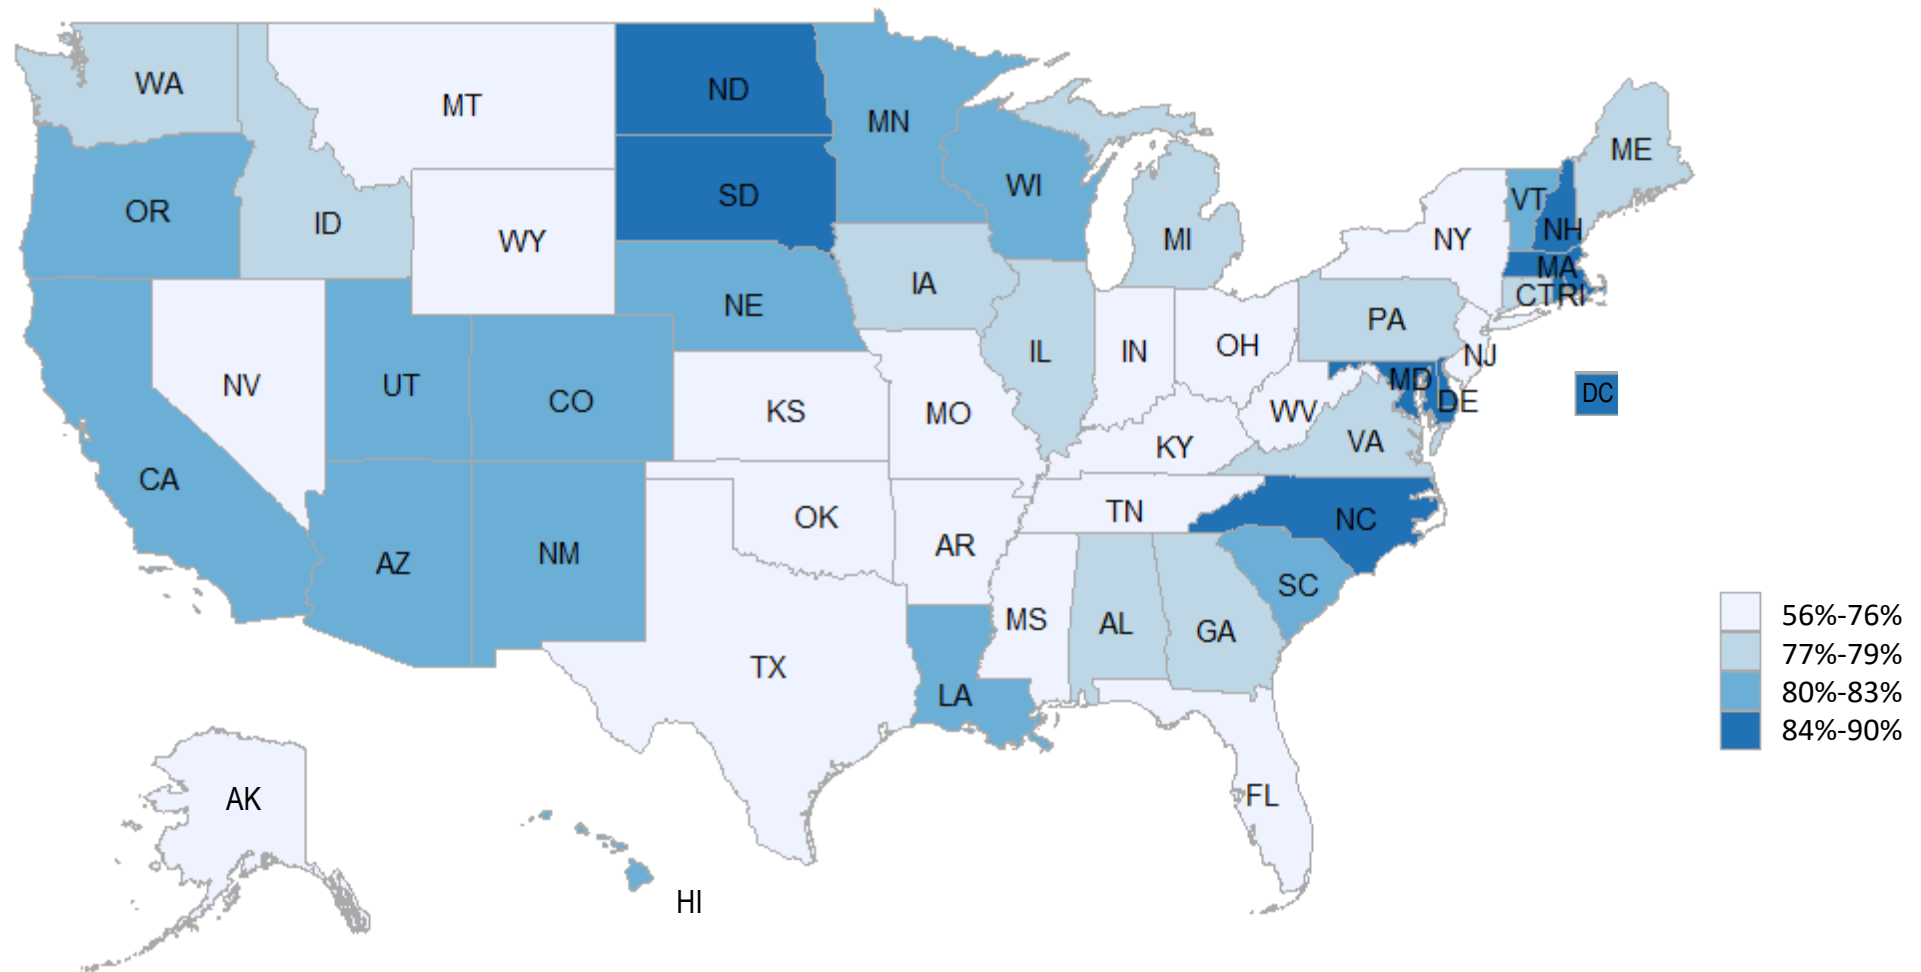 WA
MT
ND
MN
ME
OR
ID
WY
SD
WI
MI
NY
VT
NH
MA
CT
RI
IA
NE
PA
NV
UT
CO
KS
MO
IL
IN
OH
NJ
MD
DE
DC
WV
VA
KY
CA
AZ
NM
OK
AR
TN
NC
SC
MS
AL
GA
TX
LA
FL
AK
HI
56%-76%
77%-79%
80%-83%
84%-90%